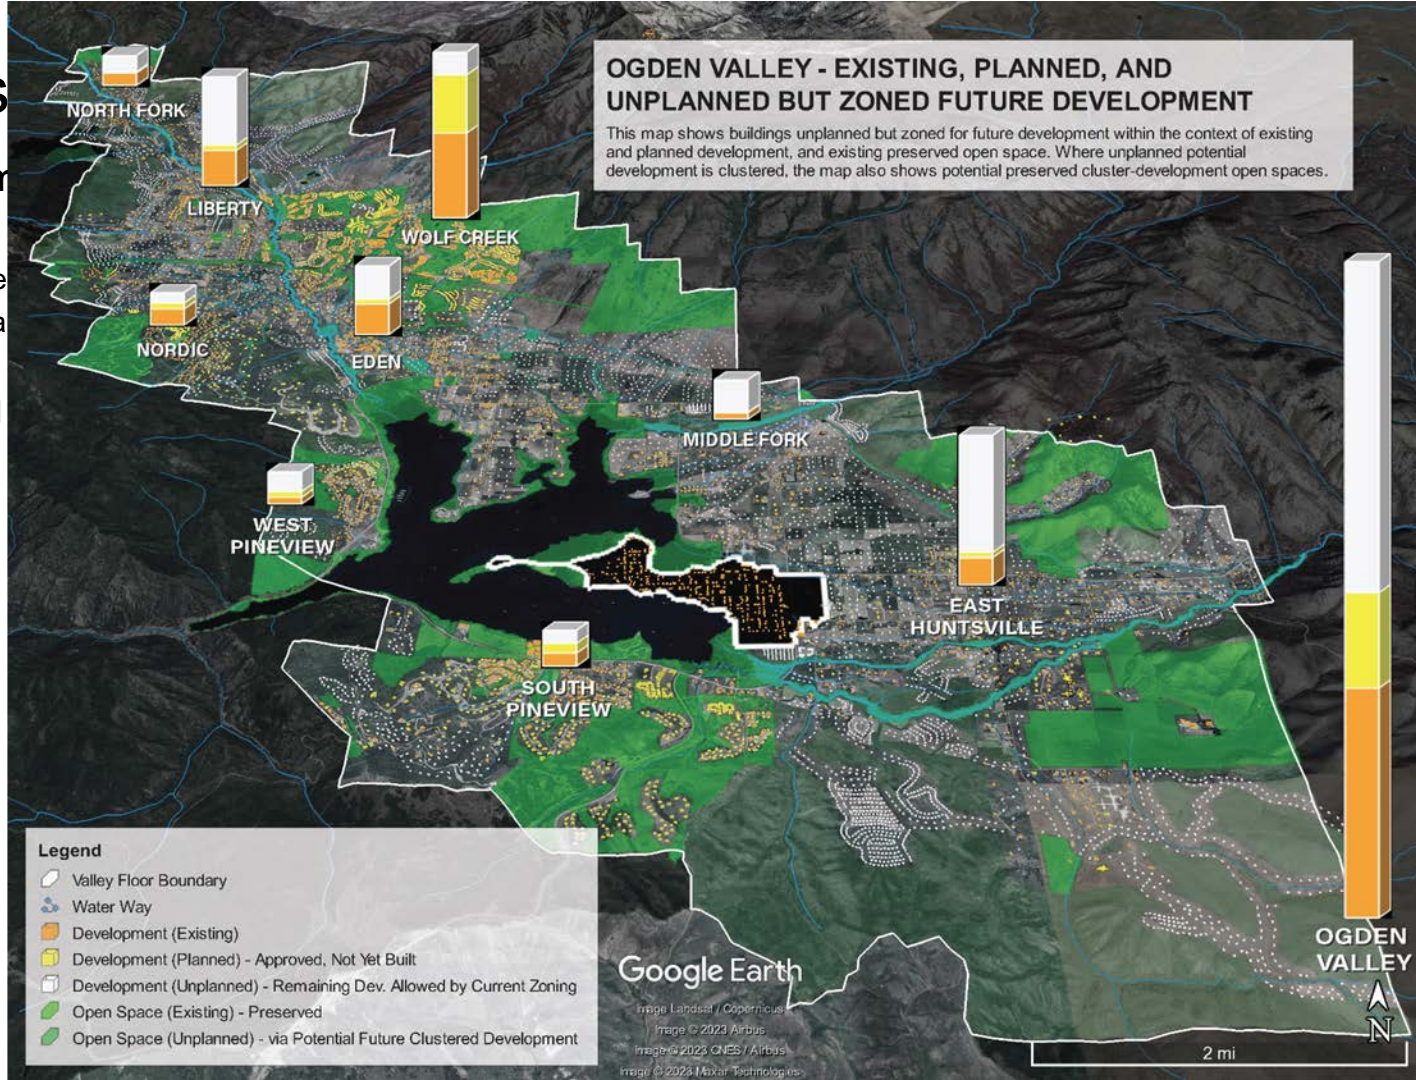 OGDEN VALLEY - EXISTING, PLANNED, AND
UNPLANNED BUT ZONED FUTURE DEVELOPMENT
This map shows buildings unplanned but zoned for future development within the context of existing
and planned development, and existing preserved open space. Where unplanned potential
development is clustered, the map also shows potential preserved cluster-development open spaces.
NORTH FORK
LIBERTY
WOLF CREEK
NORDIC
EDEN
MIDDLE FORK
WEST
PINEVIEW
EAST
HUNTSVILLE
SOUTH
PINEVIEW
OGDEN
VALLEY
Legend
Valley Floor Boundary
Water Way
Development (Existing)
Development (Planned) - Approved, Not Yet Built
Development (Unplanned) - Remaining Dev. Allowed by Current Zoning
Open Space (Existing) - Preserved
Open Space (Unplanned) - via Potential Future Clustered Development
Google Earth
Image Landsat / Copernicus
Image © 2023 Airbus
Image © 2023 CNES / Airbus
Image © 2023 Maxar Technologies
N
2 mi